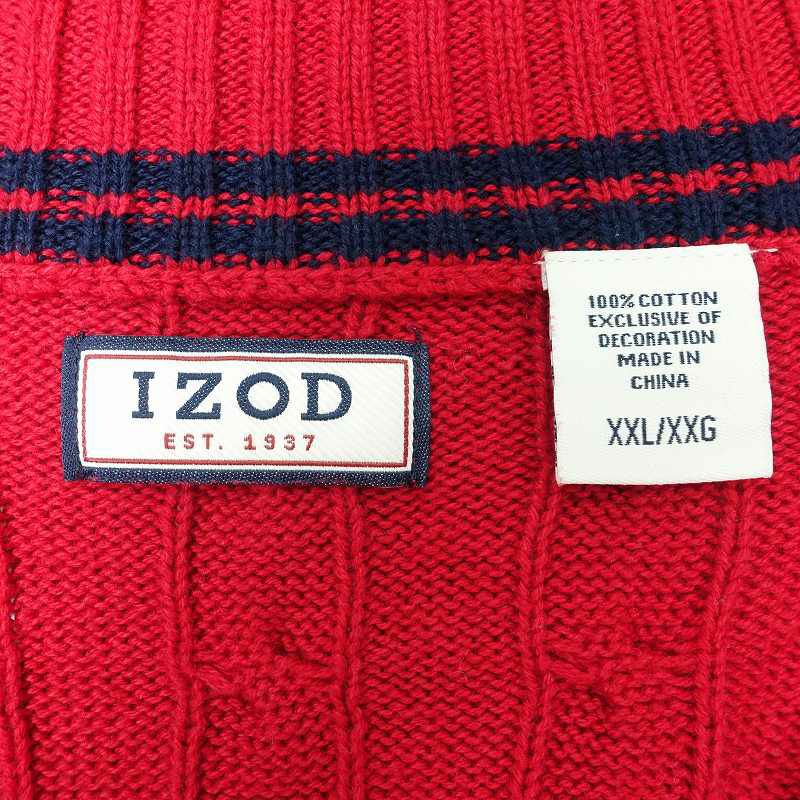 IZOD
EST. 1937
100% COTTON
EXCLUSIVE OF
DECORATION
MADE IN
CHINA
XXL/XXG